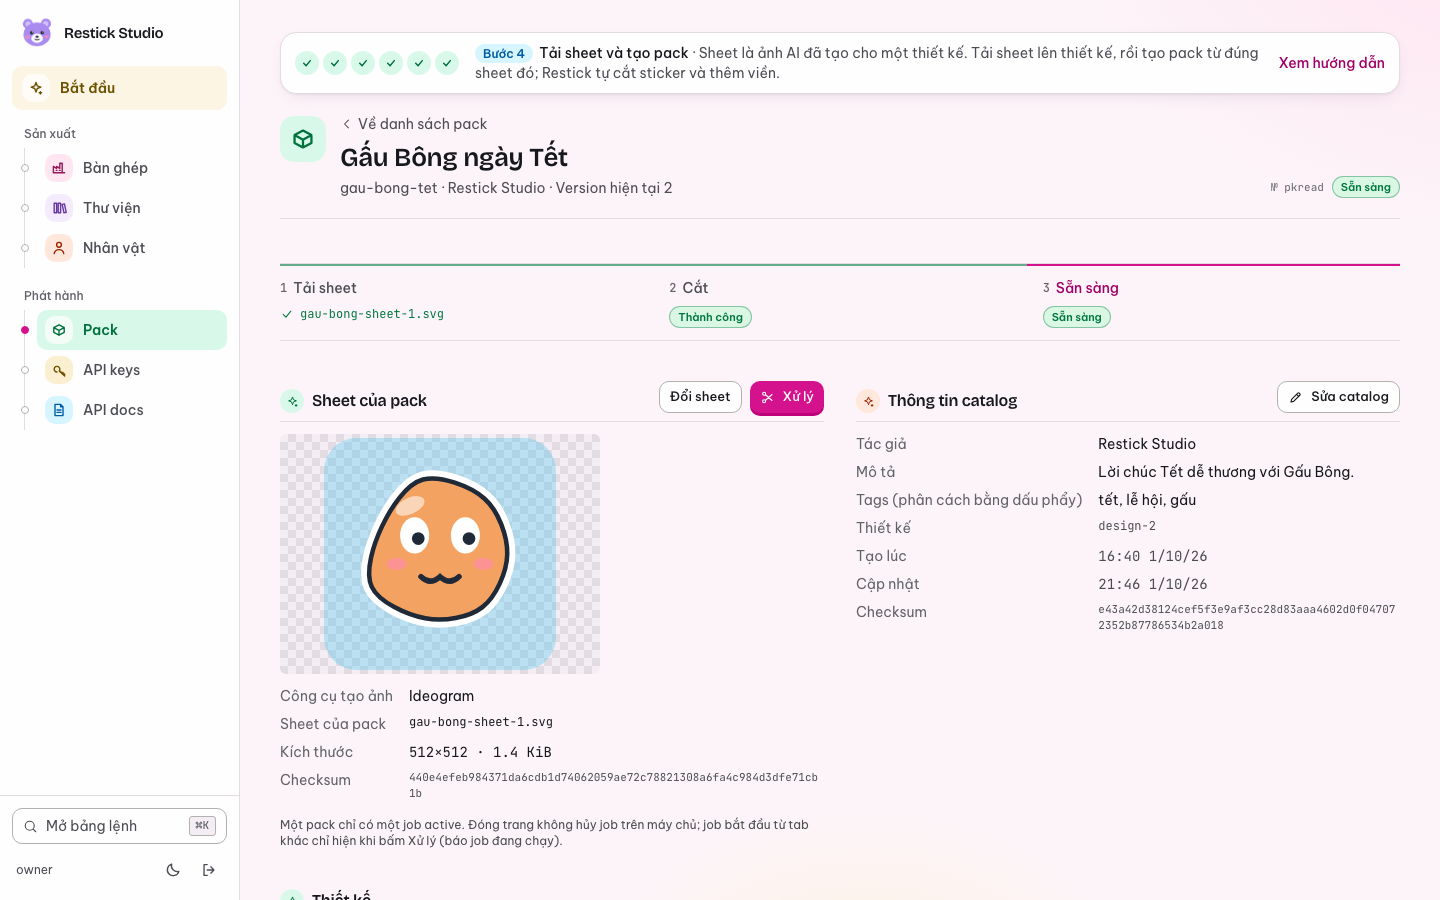 Restick Studio
Bắt đầu
Sản xuất
Bàn ghép
Thư viện
Nhân vật
Phát hành
Pack
API keys
API docs
Mở bảng lệnh
⌘K
owner
Bước 4 Tải sheet và tạo pack · Sheet là ảnh AI đã tạo cho một thiết kế. Tải sheet lên thiết kế, rồi tạo pack từ đúng
sheet đó; Restick tự cắt sticker và thêm viền.
Xem hướng dẫn
Về danh sách pack
Gấu Bông ngày Tết
gau-bong-tet · Restick Studio · Version hiện tại 2
№ pkread
Sẵn sàng
1 Tải sheet
gau-bong-sheet-1.svg
2 Cắt
Thành công
3 Sẵn sàng
Sẵn sàng
Sheet của pack
Đổi sheet
Xử lý
Công cụ tạo ảnh Ideogram
Sheet của pack gau-bong-sheet-1.svg
Kích thước 512×512 · 1.4 KiB
Checksum 440e4efeb984371da6cdb1d74062059ae72c78821308a6fa4c984d3dfe71cb
1b
Một pack chỉ có một job active. Đóng trang không hủy job trên máy chủ; job bắt đầu từ tab
khác chỉ hiện khi bấm Xử lý (báo job đang chạy).
Thiết kế
Thông tin catalog
Sửa catalog
Tác giả Restick Studio
Mô tả Lời chúc Tết dễ thương với Gấu Bông.
Tags (phân cách bằng dấu phẩy) tết, lễ hội, gấu
Thiết kế design-2
Tạo lúc 16:40 1/10/26
Cập nhật 21:46 1/10/26
Checksum e43a42d38124cef5f3e9af3cc28d83aaa4602d0f04707
2352b87786534b2a018